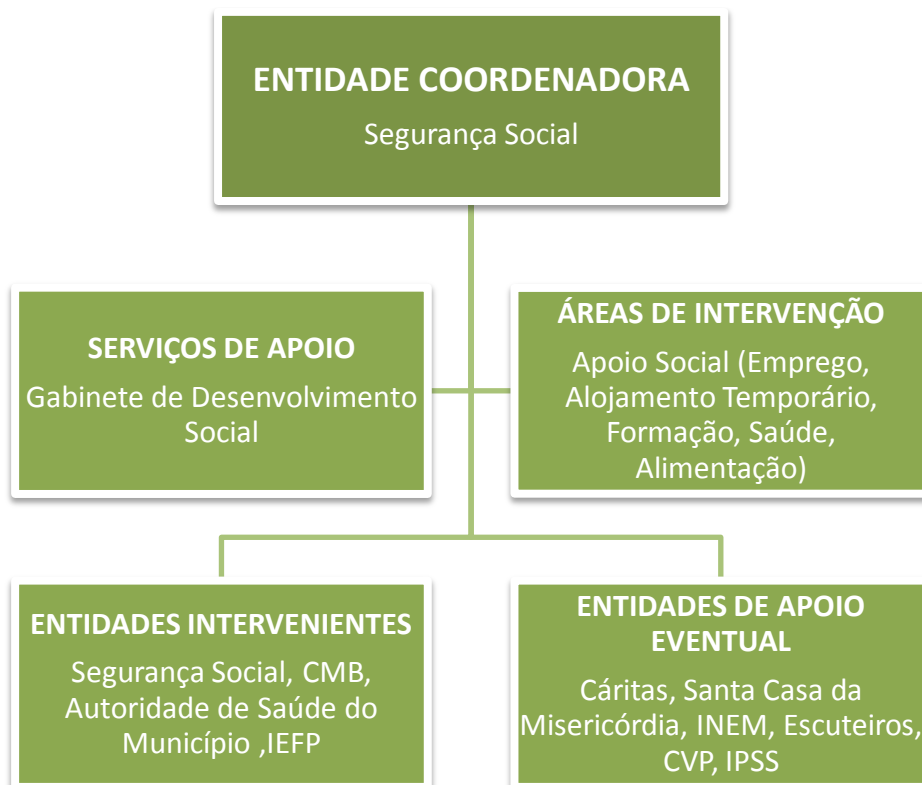 ENTIDADE COORDENADORA
Segurança Social
SERVIÇOS DE APOIO
Gabinete de Desenvolvimento
Social
ÁREAS DE INTERVENÇÃO
Apoio Social (Emprego,
Alojamento Temporário,
Formação, Saúde,
Alimentação)
ENTIDADES INTERVENIENTES
Segurança Social, CMB,
Autoridade de Saúde do
Município ,IEFP
ENTIDADES DE APOIO
EVENTUAL
Cáritas, Santa Casa da
Misericórdia, INEM, Escuteiros,
CVP, IPSS